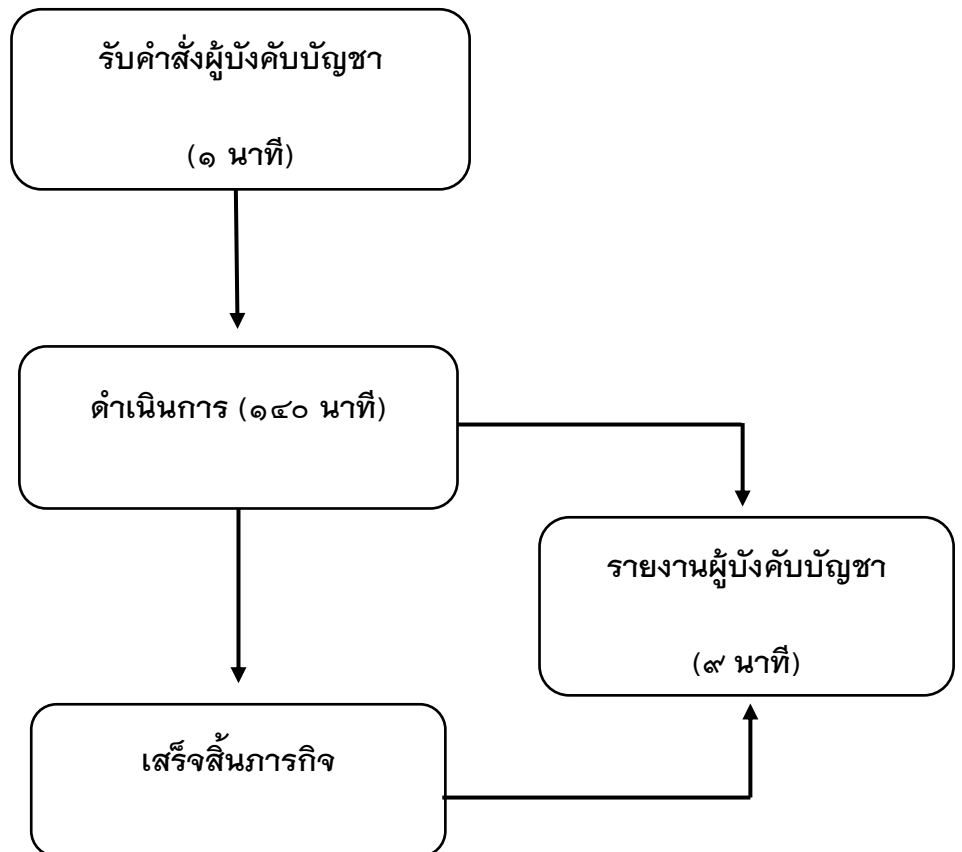 รับคำสั่งผู้บังคับบัญชา
(๑ นาที)
ดำเนินการ (๑๔๐ นาที)
รายงานผู้บังคับบัญชา
(๙ นาที)
เสร็จสิ้นภารกิจ